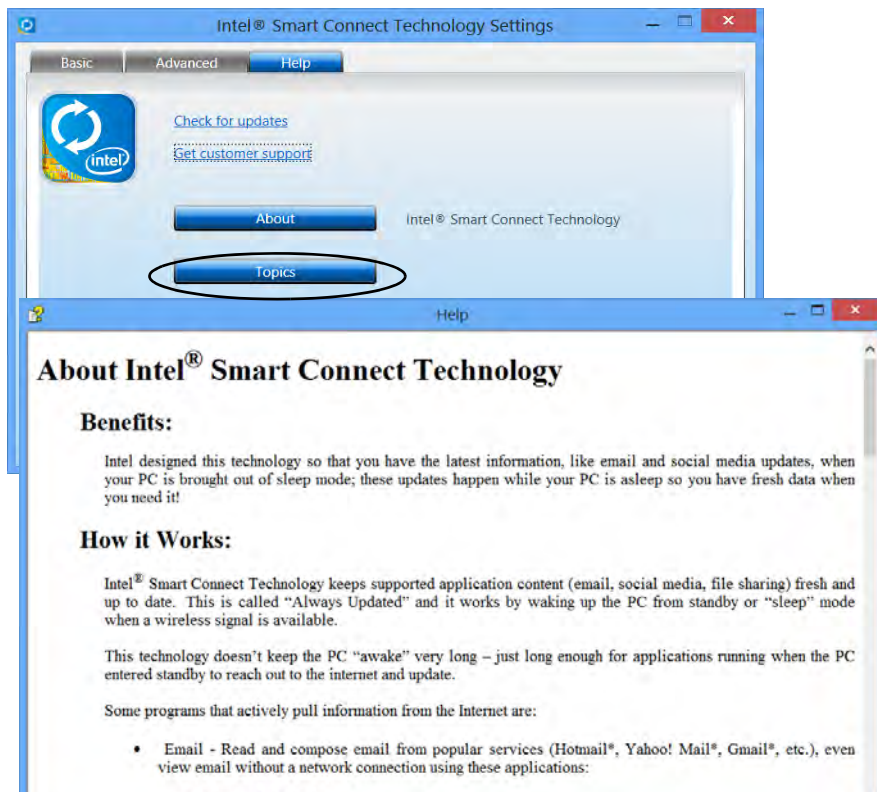 Intel® Smart Connect Technology Settings
Basic
Advanced
Help
(intel)
Check for updates
Get customer support
About
Intel® Smart Connect Technology
Topics
Help
About Intel® Smart Connect Technology
Benefits:
Intel designed this technology so that you have the latest information, like email and social media updates, when
your PC is brought out of sleep mode; these updates happen while your PC is asleep so you have fresh data when
you need it!
How it Works:
Intel® Smart Connect Technology keeps supported application content (email, social media, file sharing) fresh and
up to date. This is called “Always Updated” and it works by waking up the PC from standby or “sleep” mode
when a wireless signal is available.
This technology doesn’t keep the PC “awake” very long – just long enough for applications running when the PC
entered standby to reach out to the internet and update.
Some programs that actively pull information from the Internet are:
• Email - Read and compose email from popular services (Hotmail*, Yahoo! Mail*, Gmail*, etc.), even
view email without a network connection using these applications: